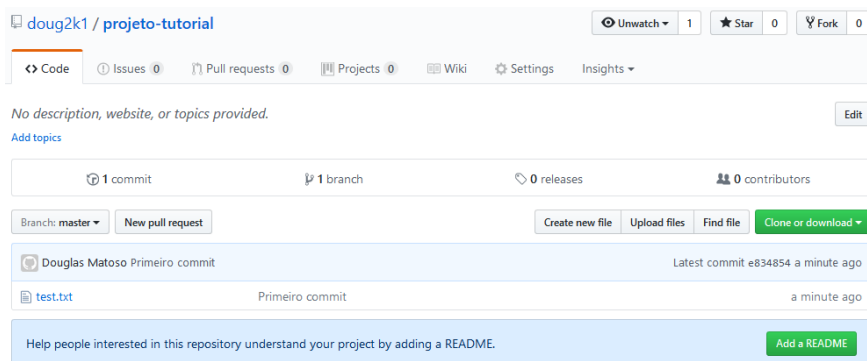 doug2k1 / projeto-tutorial Unwatch 1 Star 0 Fork 0
Code Issues 0 Pull requests 0 Projects 0 Wiki Settings Insights
No description, website, or topics provided. Edit
Add topics
1 commit 1 branch 0 releases 0 contributors
Branch: master New pull request Create new file Upload files Find file Clone or download
Douglas Matoso Primeiro commit Latest commit e834854 a minute ago
test.txt Primeiro commit a minute ago
Help people interested in this repository understand your project by adding a README. Add a README